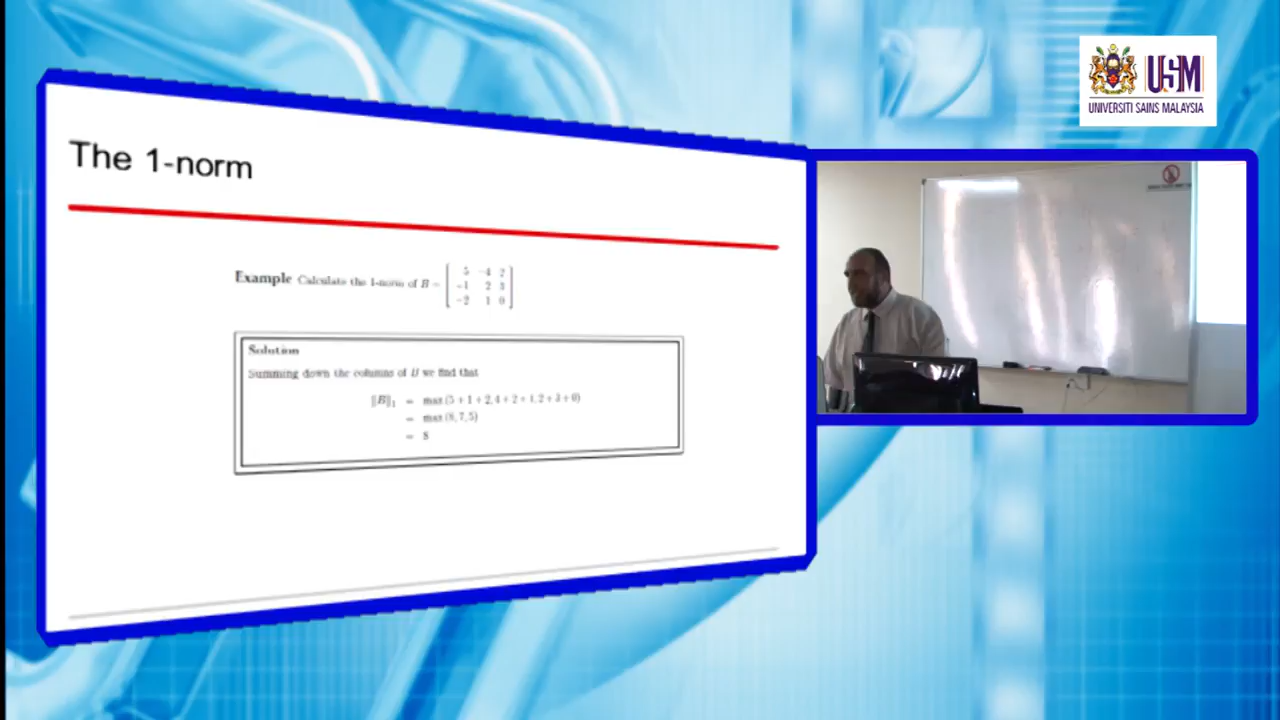 USM
UNIVERSITI SAINS MALAYSIA
The 1-norm
Example Calculate the 1-norm of B = [ 5 -4 2
-1 2 3
-2 1 0 ]
Solution
Summing down the columns of B we find that
‖B‖₁ = max(5 + 1 + 2, 4 + 2 + 1, 2 + 3 + 0)
= max(8, 7, 5)
= 8